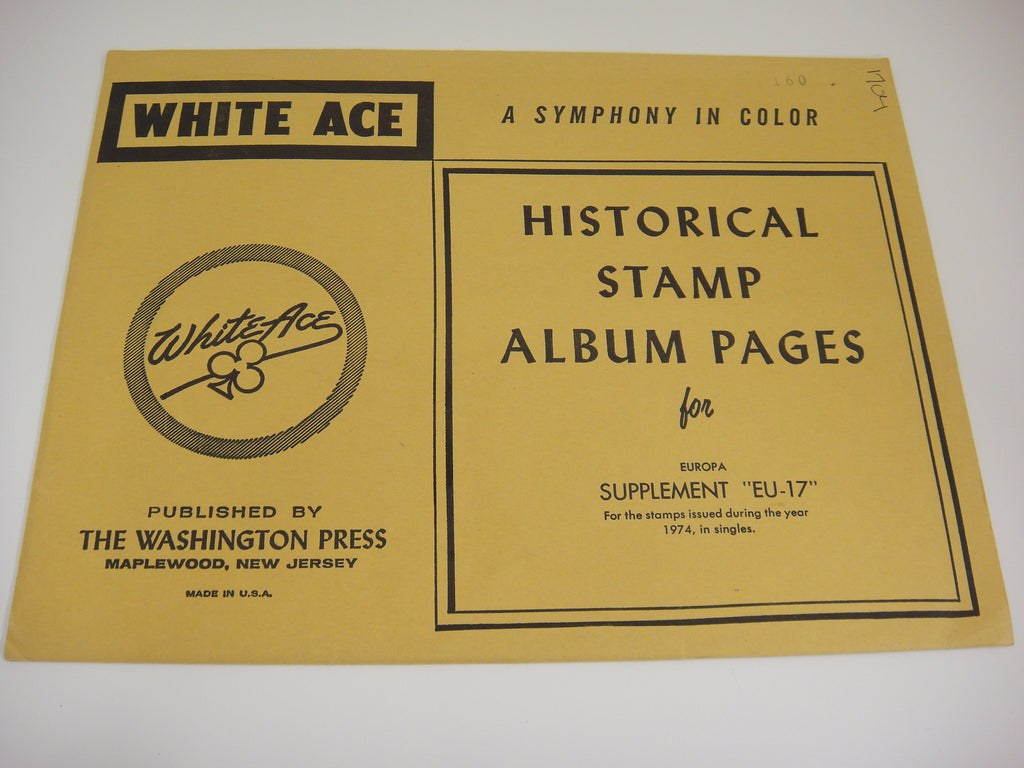 WHITE ACE
A SYMPHONY IN COLOR
160
White Ace
PUBLISHED BY
THE WASHINGTON PRESS
MAPLEWOOD, NEW JERSEY
MADE IN U.S.A.
HISTORICAL
STAMP
ALBUM PAGES
for
EUROPA
SUPPLEMENT "EU-17"
For the stamps issued during the year
1974, in singles.